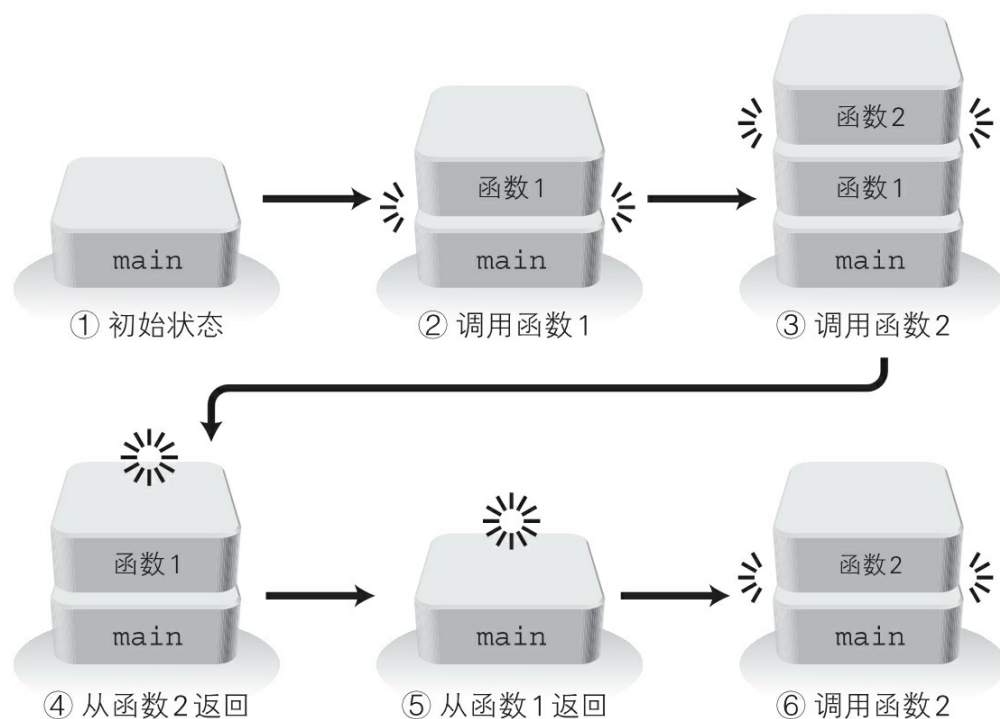 main
① 初始状态
函数1
main
② 调用函数1
函数2
函数1
main
③ 调用函数2
函数1
main
④ 从函数2返回
main
⑤ 从函数1返回
函数2
main
⑥ 调用函数2